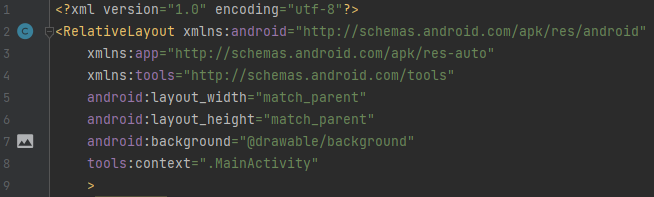 1 <?xml version="1.0" encoding="utf-8"?>
2 <RelativeLayout xmlns:android="http://schemas.android.com/apk/res/android"
3 xmlns:app="http://schemas.android.com/apk/res-auto"
4 xmlns:tools="http://schemas.android.com/tools"
5 android:layout_width="match_parent"
6 android:layout_height="match_parent"
7 android:background="@drawable/background"
8 tools:context=".MainActivity"
9 >